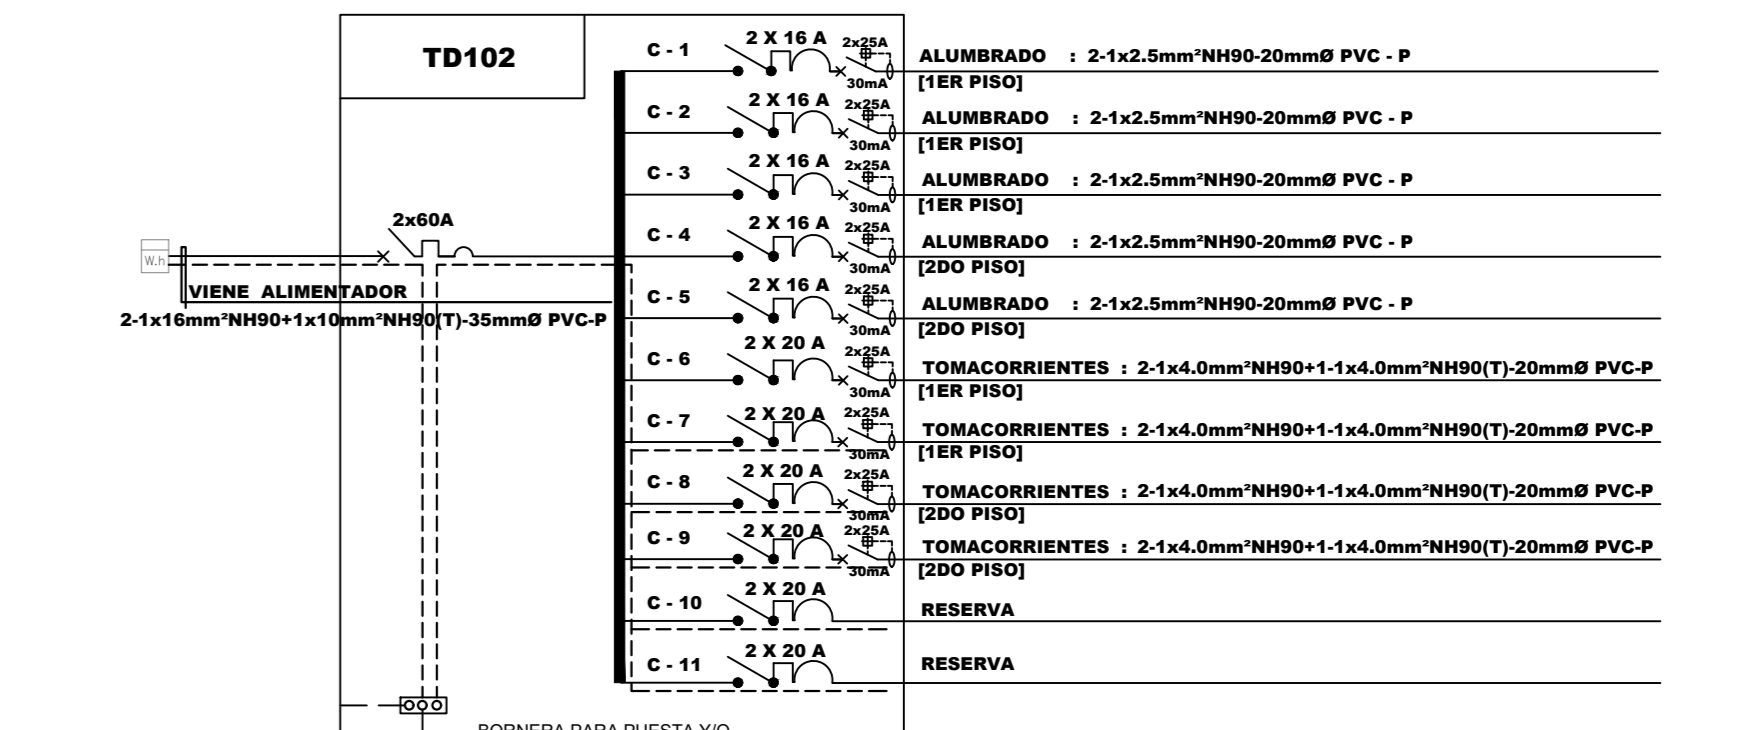 TD102
C - 1
2 X 16 A
2x25A
30mA
ALUMBRADO : 2-1x2.5mm²NH90-20mmØ PVC - P
[1ER PISO]
C - 2
2 X 16 A
2x25A
30mA
ALUMBRADO : 2-1x2.5mm²NH90-20mmØ PVC - P
[1ER PISO]
C - 3
2 X 16 A
2x25A
30mA
ALUMBRADO : 2-1x2.5mm²NH90-20mmØ PVC - P
[1ER PISO]
2x60A
W.h
VIENE ALIMENTADOR
2-1x16mm²NH90+1x10mm²NH90(T)-35mmØ PVC-P
C - 4
2 X 16 A
2x25A
30mA
ALUMBRADO : 2-1x2.5mm²NH90-20mmØ PVC - P
[2DO PISO]
C - 5
2 X 16 A
2x25A
30mA
ALUMBRADO : 2-1x2.5mm²NH90-20mmØ PVC - P
[2DO PISO]
C - 6
2 X 20 A
2x25A
30mA
TOMACORRIENTES : 2-1x4.0mm²NH90+1-1x4.0mm²NH90(T)-20mmØ PVC-P
[1ER PISO]
C - 7
2 X 20 A
2x25A
30mA
TOMACORRIENTES : 2-1x4.0mm²NH90+1-1x4.0mm²NH90(T)-20mmØ PVC-P
[1ER PISO]
C - 8
2 X 20 A
2x25A
30mA
TOMACORRIENTES : 2-1x4.0mm²NH90+1-1x4.0mm²NH90(T)-20mmØ PVC-P
[2DO PISO]
C - 9
2 X 20 A
2x25A
30mA
TOMACORRIENTES : 2-1x4.0mm²NH90+1-1x4.0mm²NH90(T)-20mmØ PVC-P
[2DO PISO]
C - 10
2 X 20 A
RESERVA
C - 11
2 X 20 A
RESERVA
BORNERA PARA PUESTA Y/O